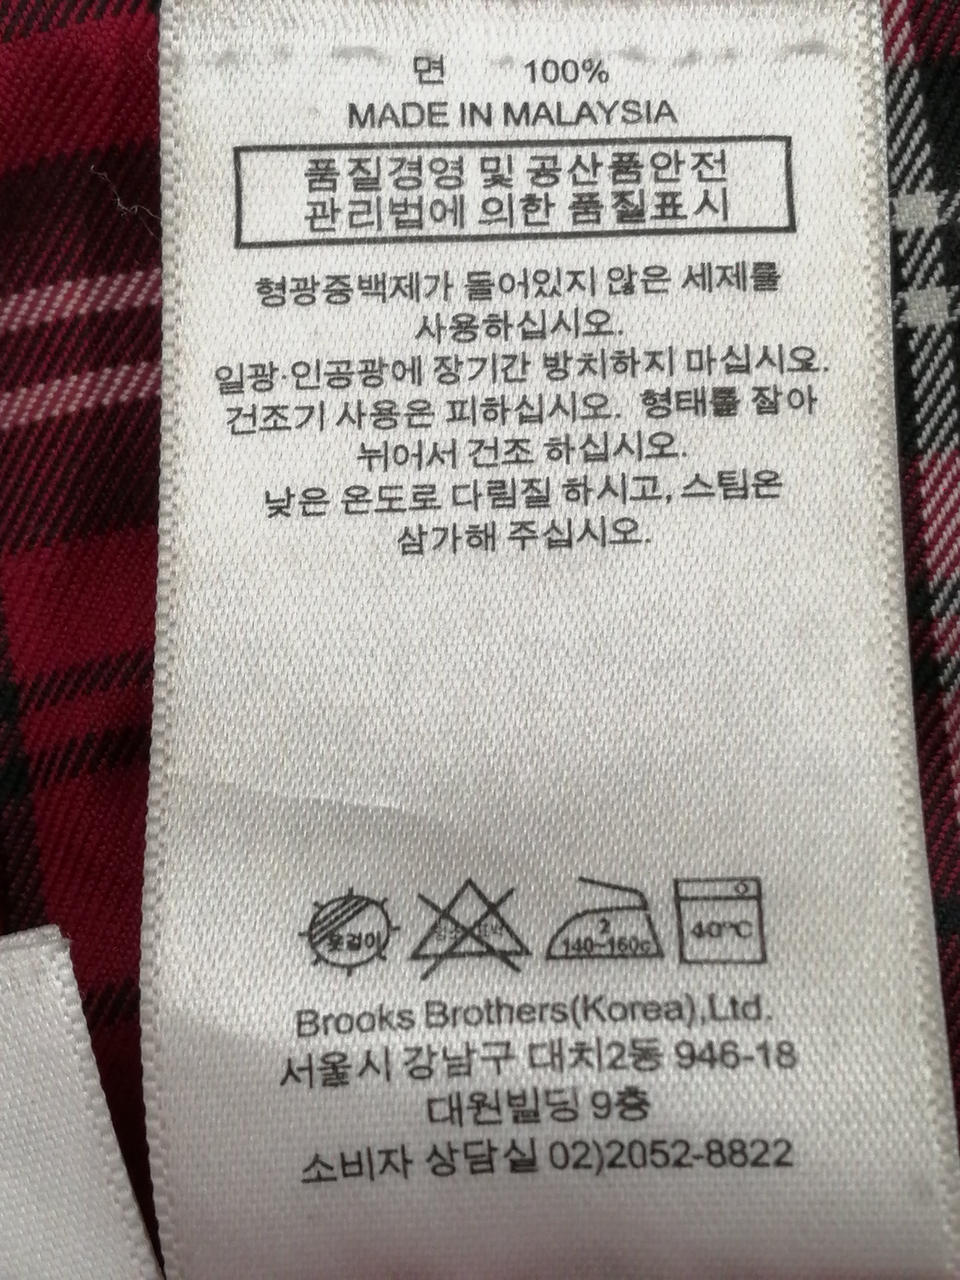 면 100%
MADE IN MALAYSIA
품질경영 및 공산품안전
관리법에 의한 품질표시
형광증백제가 들어있지 않은 세제를
사용하십시오.
일광·인공광에 장기간 방치하지 마십시오.
건조기 사용은 피하십시오. 형태를 잡아
뉘어서 건조 하십시오.
낮은 온도로 다림질 하시고, 스팀은
삼가해 주십시오.
옷걸이
2
140~160c
40℃
Brooks Brothers(Korea),Ltd.
서울시 강남구 대치2동 946-18
대원빌딩 9층
소비자 상담실 02)2052-8822